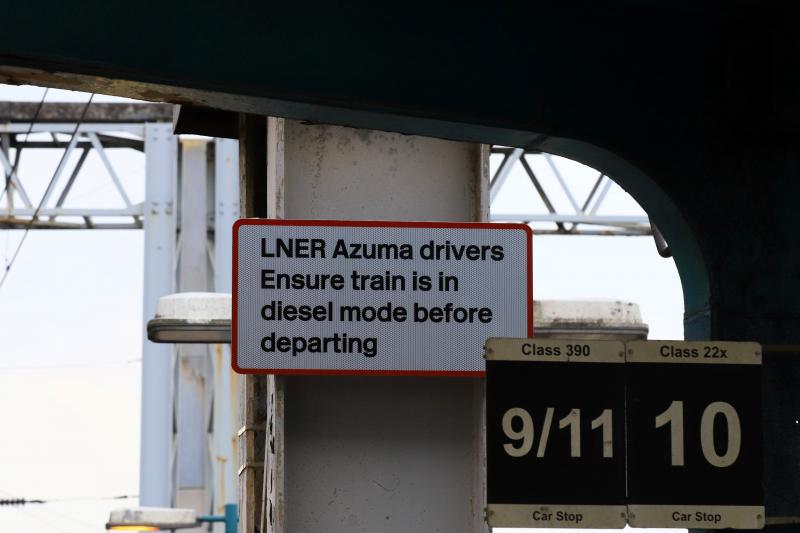 LNER Azuma drivers
Ensure train is in
diesel mode before
departing
Class 390
9/11
Car Stop
Class 22x
10
Car Stop